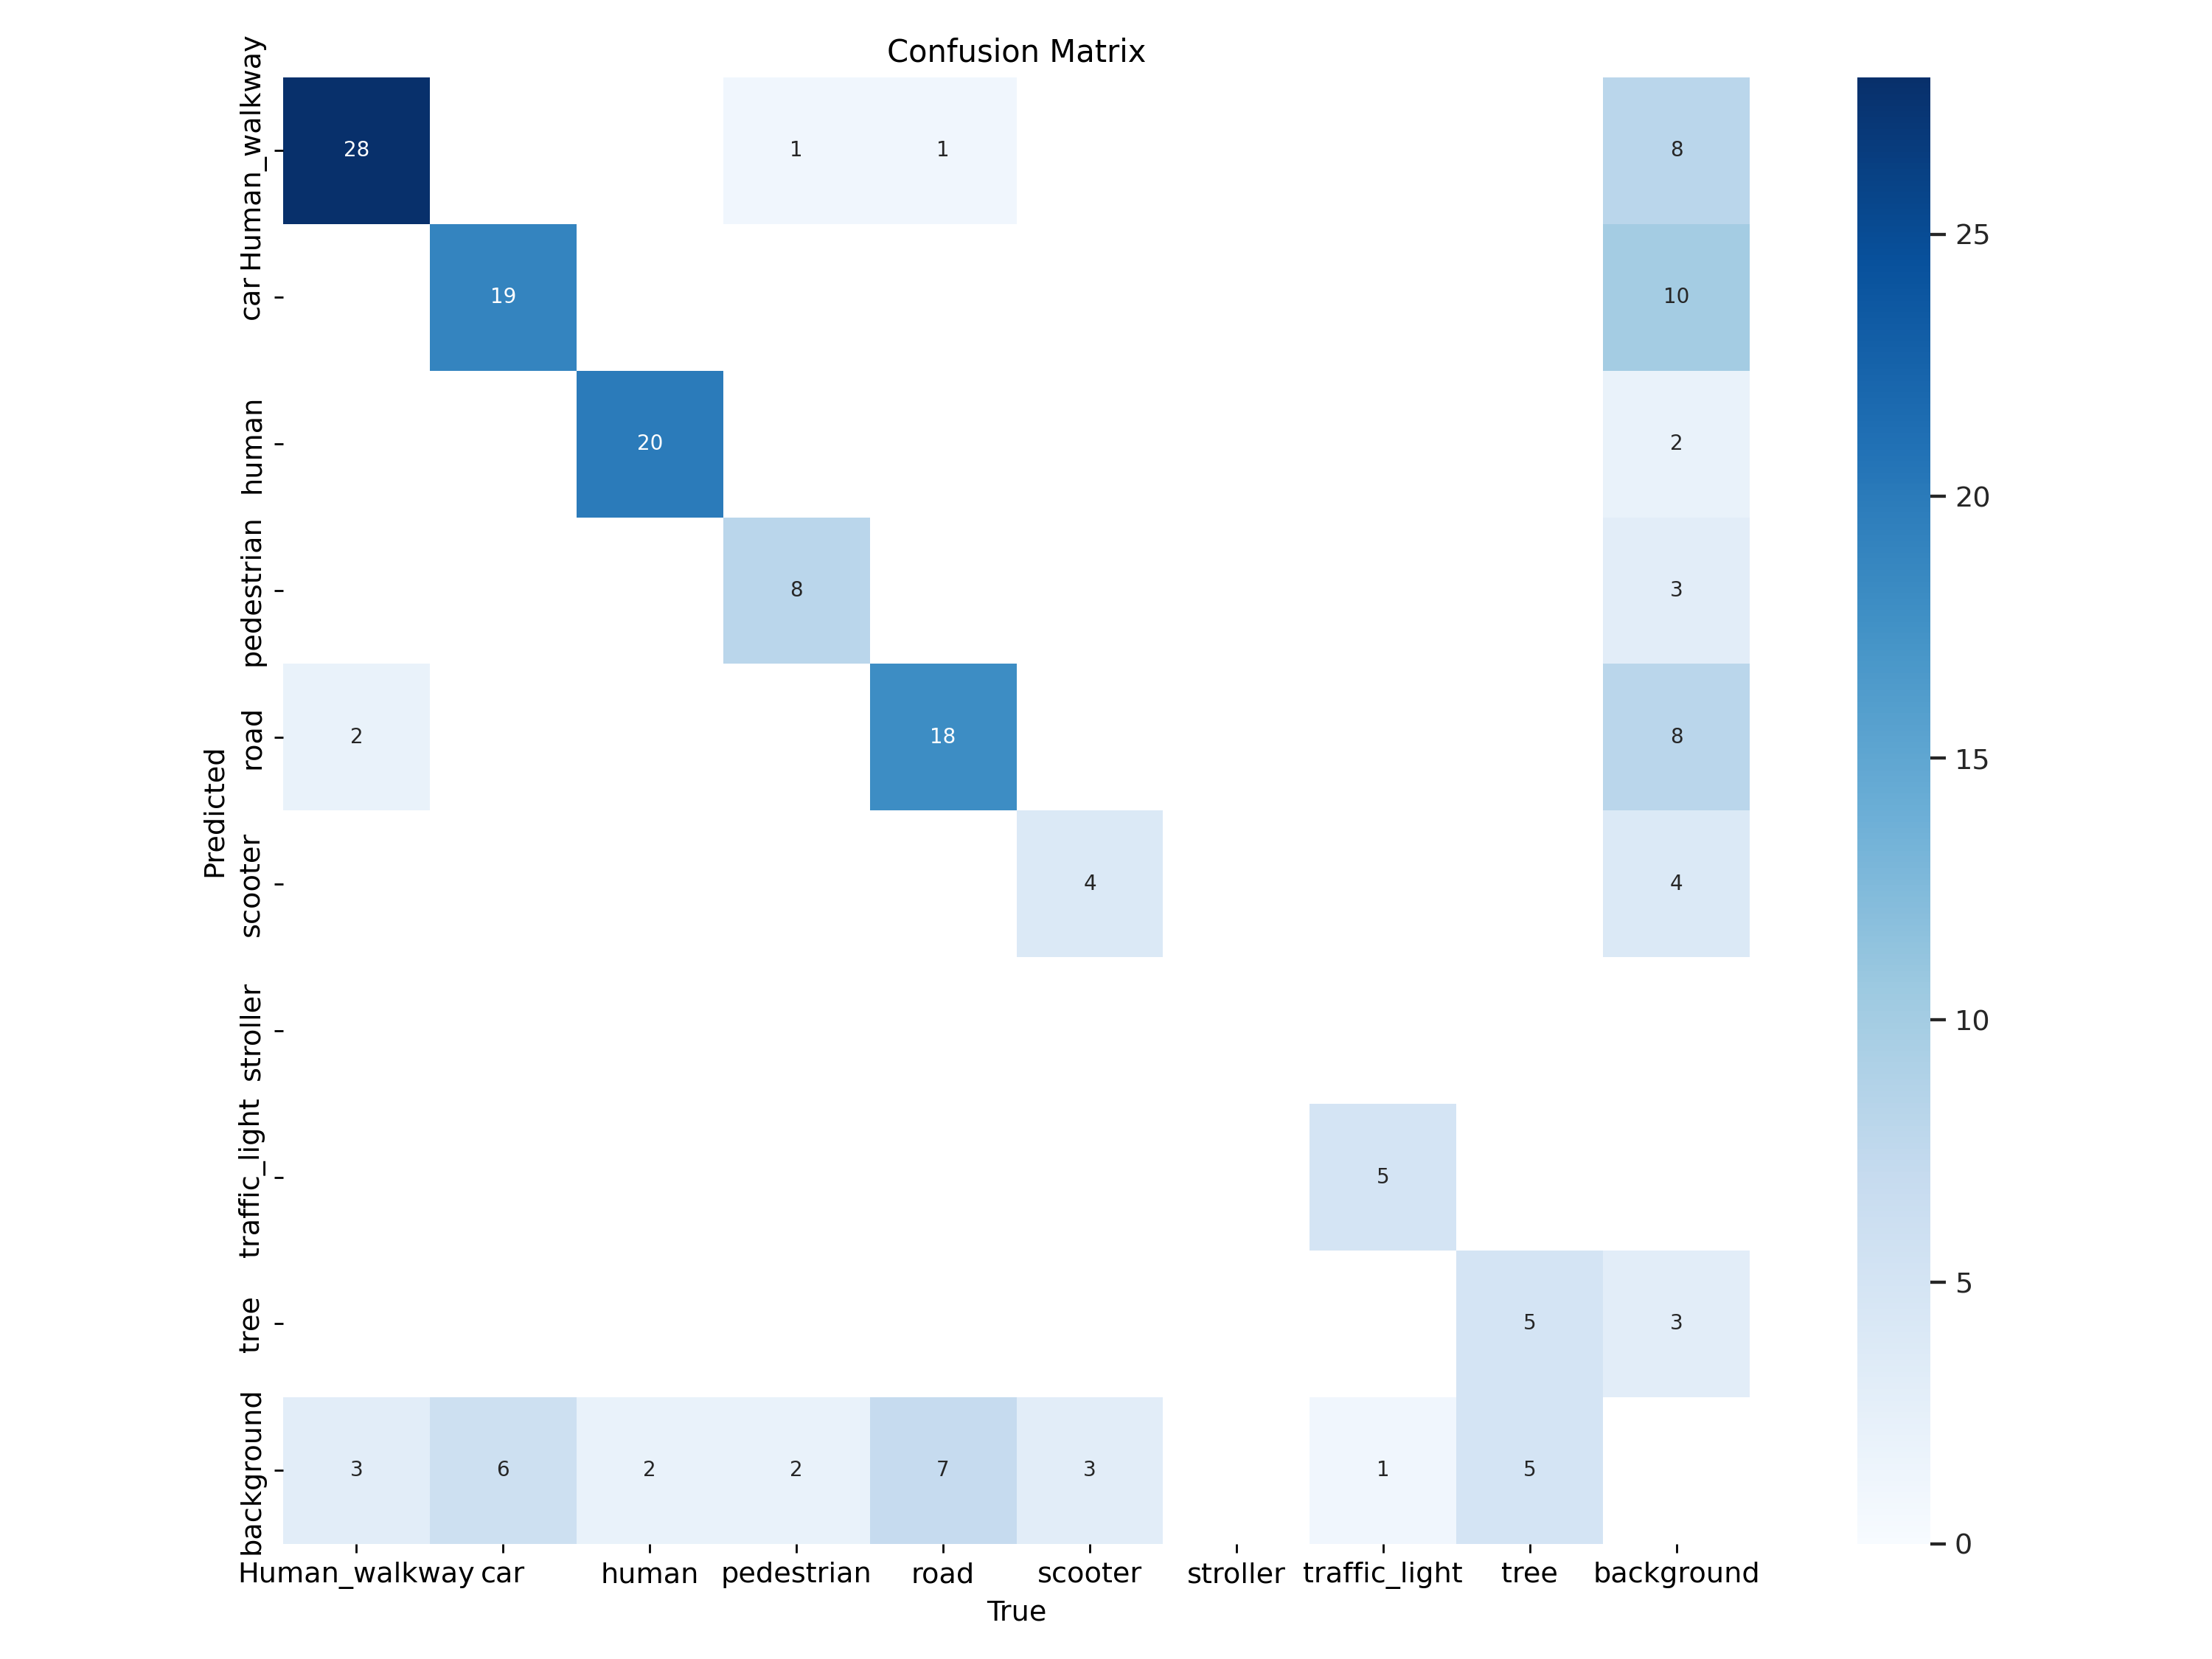 Confusion Matrix
Human_walkway 28 1 1 8
car 19 10
human 20 2
pedestrian 8 3
road 2 18 8
scooter 4 4
stroller
traffic_light 5
tree 5 3
background 3 6 2 2 7 3 1 5
Human_walkway car human pedestrian road scooter stroller traffic_light tree background
True
Predicted
25
20
15
10
5
0